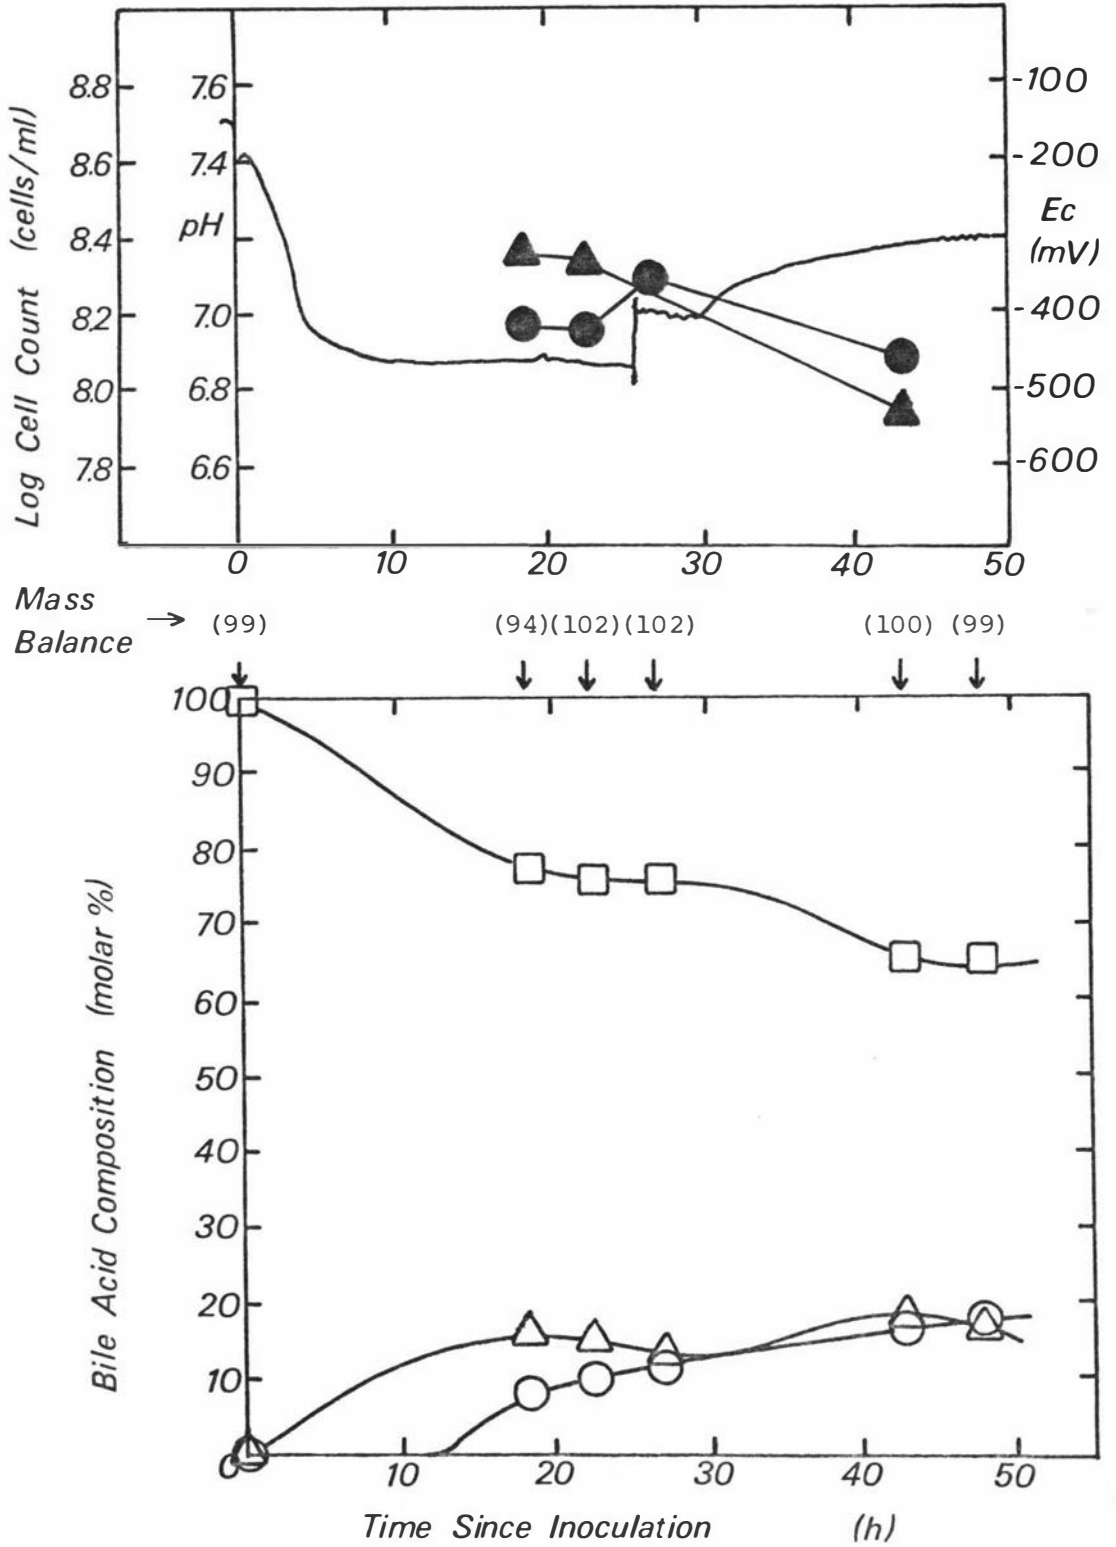 Log Cell Count (cells/ml)
8.8
8.6
8.4
8.2
8.0
7.8
7.6
7.4
pH
7.0
6.8
6.6
-100
-200
Ec
(mV)
-400
-500
-600
0 10 20 30 40 50
Mass
Balance → (99) (94) (102) (102) (100) (99)
Bile Acid Composition (molar %)
100
90
80
70
60
50
40
30
20
10
0
10 20 30 40 50
Time Since Inoculation (h)